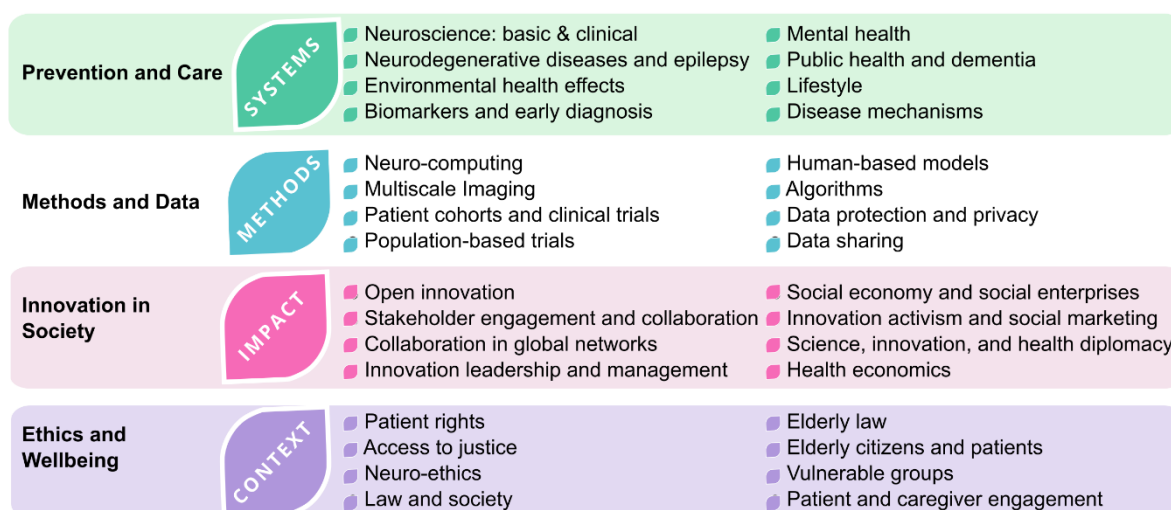 Prevention and Care
SYSTEMS
Neuroscience: basic & clinical
Neurodegenerative diseases and epilepsy
Environmental health effects
Biomarkers and early diagnosis
Mental health
Public health and dementia
Lifestyle
Disease mechanisms
Methods and Data
METHODS
Neuro-computing
Multiscale Imaging
Patient cohorts and clinical trials
Population-based trials
Human-based models
Algorithms
Data protection and privacy
Data sharing
Innovation in
Society
IMPACT
Open innovation
Stakeholder engagement and collaboration
Collaboration in global networks
Innovation leadership and management
Social economy and social enterprises
Innovation activism and social marketing
Science, innovation, and health diplomacy
Health economics
Ethics and
Wellbeing
CONTEXT
Patient rights
Access to justice
Neuro-ethics
Law and society
Elderly law
Elderly citizens and patients
Vulnerable groups
Patient and caregiver engagement